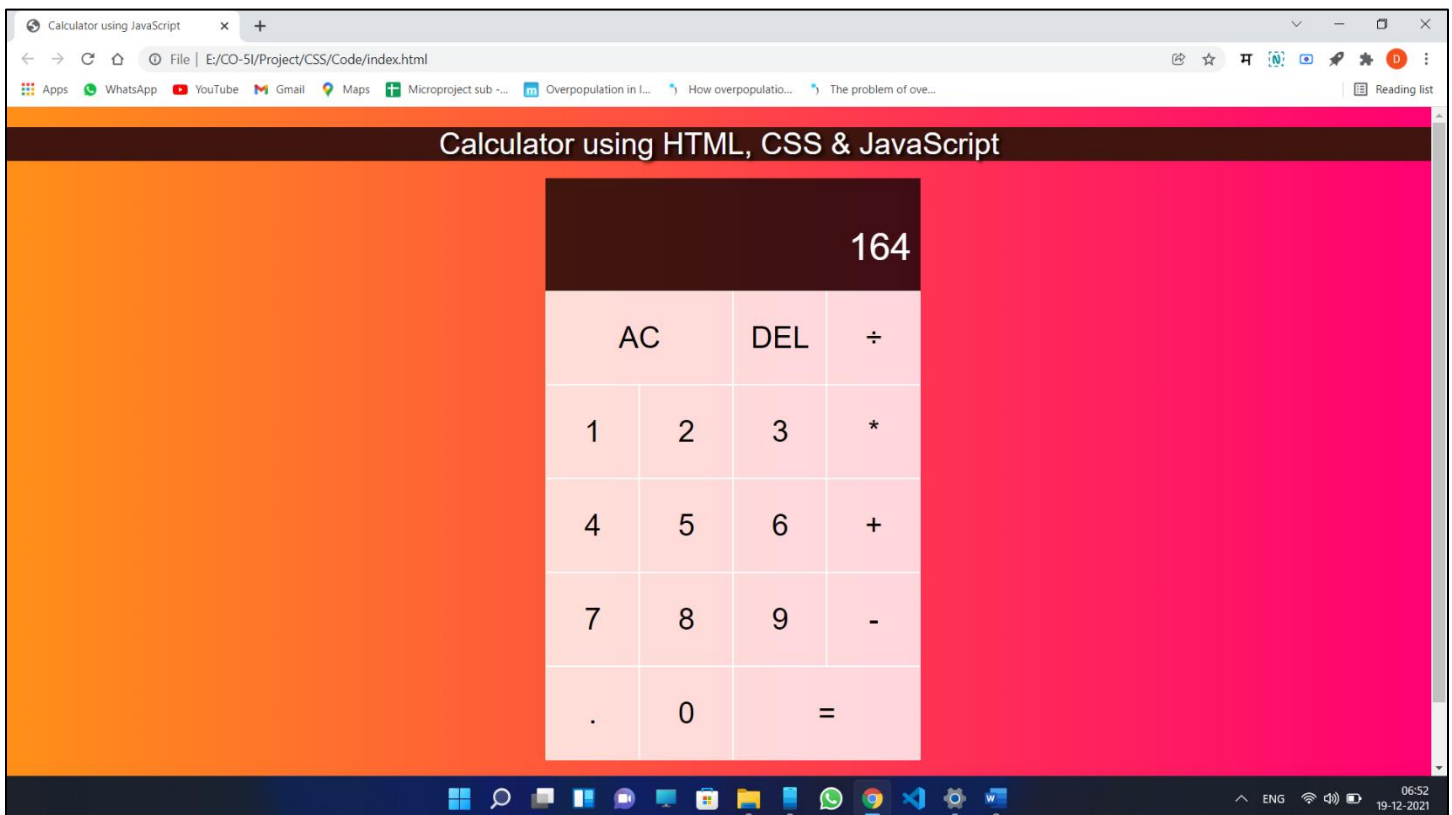 Calculator using JavaScript
File | E:/CO-5I/Project/CSS/Code/index.html
म N D
Apps WhatsApp YouTube Gmail Maps Microproject sub -... m Overpopulation in I... How overpopulatio... The problem of ove... Reading list
Calculator using HTML, CSS & JavaScript
164
AC DEL ÷
1 2 3 *
4 5 6 +
7 8 9 -
. 0 =
ENG 06:52
19-12-2021